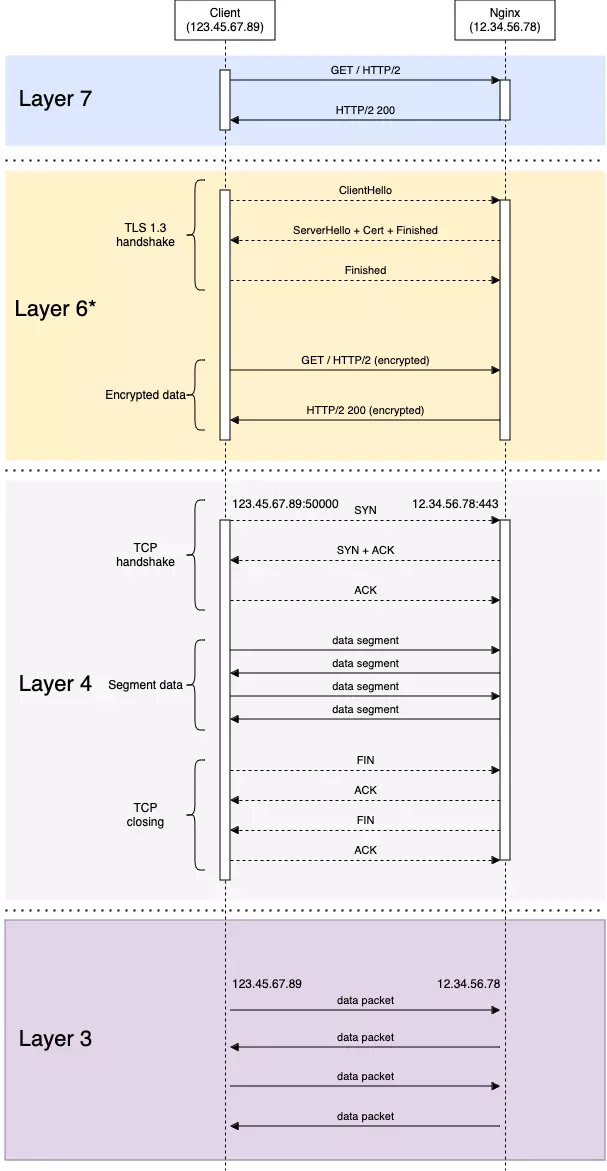 Client
(123.45.67.89)
Nginx
(12.34.56.78)
Layer 7
GET / HTTP/2
HTTP/2 200
Layer 6*
TLS 1.3
handshake
ClientHello
ServerHello + Cert + Finished
Finished
Encrypted data
GET / HTTP/2 (encrypted)
HTTP/2 200 (encrypted)
Layer 4
123.45.67.89:50000
12.34.56.78:443
TCP
handshake
SYN
SYN + ACK
ACK
Segment data
data segment
data segment
data segment
data segment
TCP
closing
FIN
ACK
FIN
ACK
Layer 3
123.45.67.89
12.34.56.78
data packet
data packet
data packet
data packet